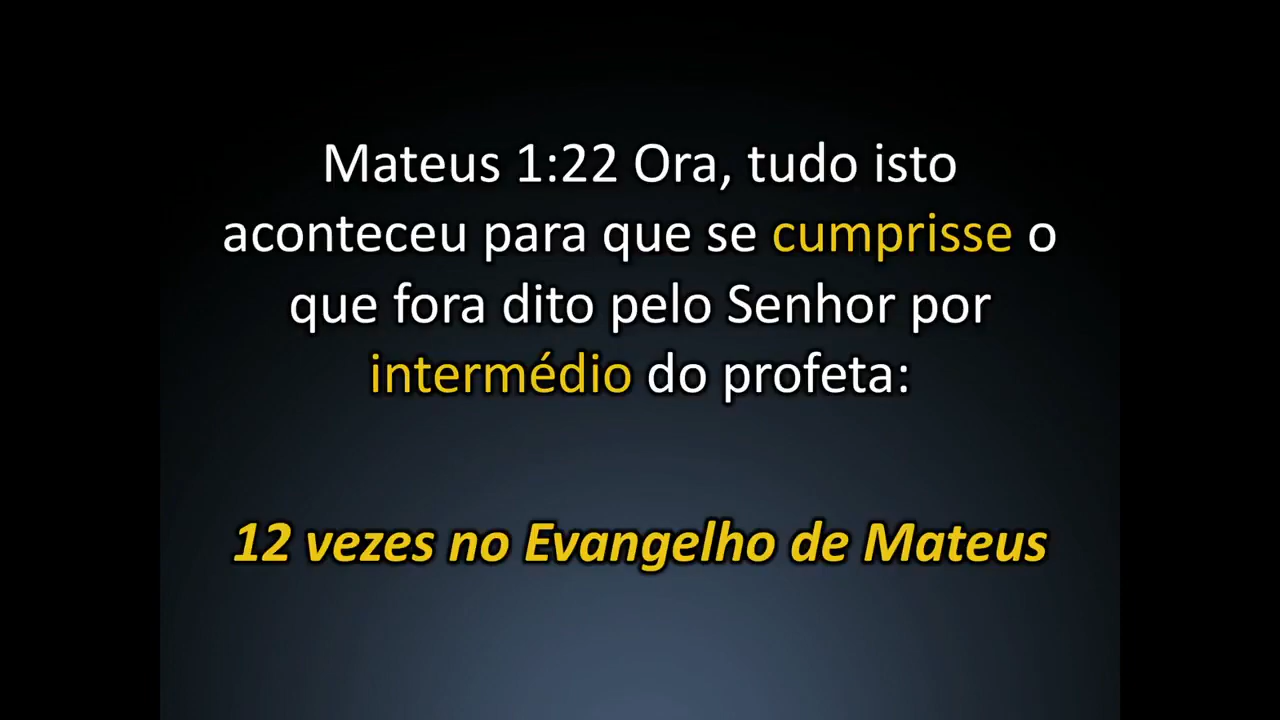 Mateus 1:22 Ora, tudo isto
aconteceu para que se cumprisse o
que fora dito pelo Senhor por
intermédio do profeta:
12 vezes no Evangelho de Mateus